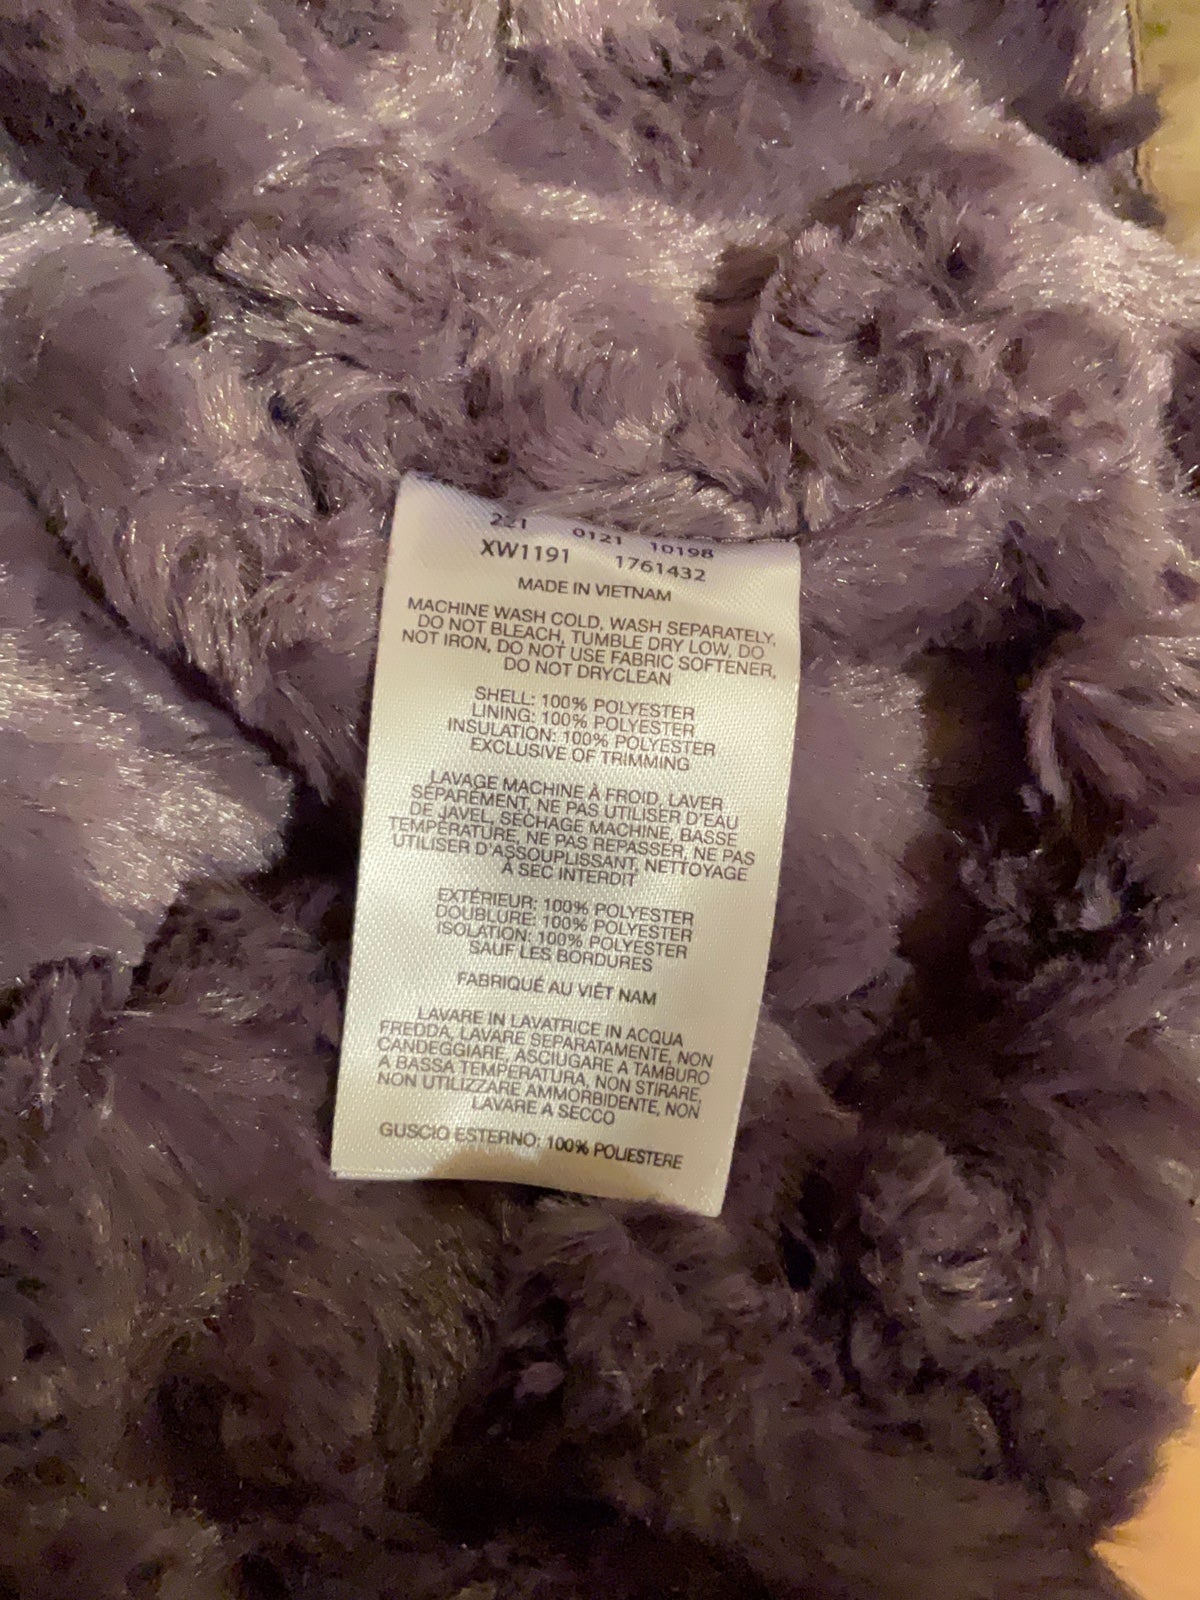 221 0121 10198
XW1191 1761432
MADE IN VIETNAM
MACHINE WASH COLD, WASH SEPARATELY,
DO NOT BLEACH, TUMBLE DRY LOW, DO
NOT IRON, DO NOT USE FABRIC SOFTENER,
DO NOT DRYCLEAN
SHELL: 100% POLYESTER
LINING: 100% POLYESTER
INSULATION: 100% POLYESTER
EXCLUSIVE OF TRIMMING
LAVAGE MACHINE À FROID, LAVER
SÉPARÉMENT, NE PAS UTILISER D'EAU
DE JAVEL, SÉCHAGE MACHINE, BASSE
TEMPÉRATURE, NE PAS REPASSER, NE PAS
UTILISER D'ASSOUPLISSANT, NETTOYAGE
À SEC INTERDIT
EXTÉRIEUR: 100% POLYESTER
DOUBLURE: 100% POLYESTER
ISOLATION: 100% POLYESTER
SAUF LES BORDURES
FABRIQUÉ AU VIÊT NAM
LAVARE IN LAVATRICE IN ACQUA
FREDDA, LAVARE SEPARATAMENTE, NON
CANDEGGIARE, ASCIUGARE A TAMBURO
A BASSA TEMPERATURA, NON STIRARE,
NON UTILIZZARE AMMORBIDENTE, NON
LAVARE A SECCO
GUSCIO ESTERNO: 100% POLIESTERE